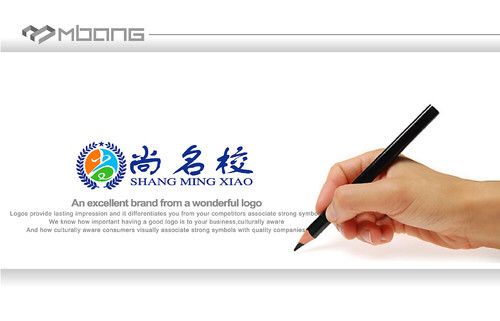 MBANG
尚名校
SHANG MING XIAO
An excellent brand from a wonderful logo
Logos provide lasting impression and it differentiates you from your competitors associate strong symbo
We know how important having a good logo is to your business,culturally aware
And how culturally aware consumers visually associate strong symbols with quality companies